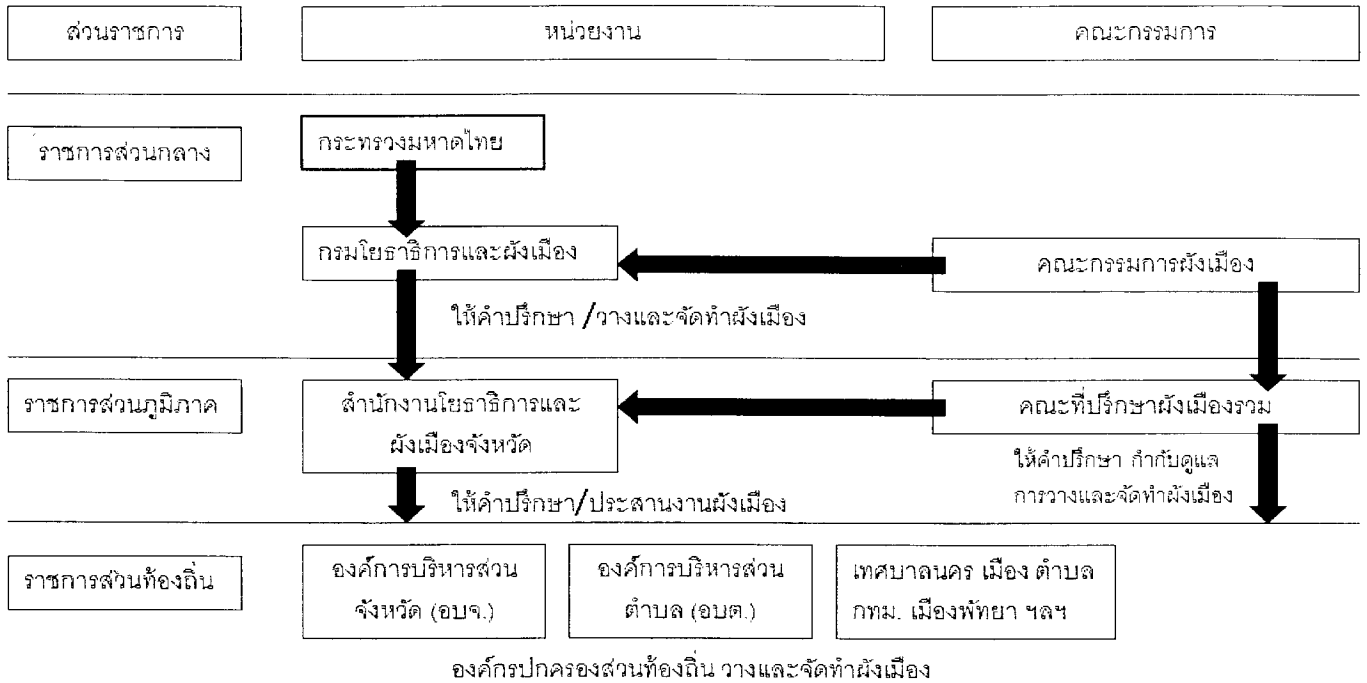 ส่วนราชการ
หน่วยงาน
คณะกรรมการ
ราชการส่วนกลาง
กระทรวงมหาดไทย
กรมโยธาธิการและผังเมือง
คณะกรรมการผังเมือง
ให้คำปรึกษา /วางและจัดทำผังเมือง
ราชการส่วนภูมิภาค
สำนักงานโยธาธิการและ
ผังเมืองจังหวัด
คณะที่ปรึกษาผังเมืองรวม
ให้คำปรึกษา กำกับดูแล
การวางและจัดทำผังเมือง
ให้คำปรึกษา/ประสานงานผังเมือง
ราชการส่วนท้องถิ่น
องค์การบริหารส่วน
จังหวัด (อบจ.)
องค์การบริหารส่วน
ตำบล (อบต.)
เทศบาลนคร เมือง ตำบล
กทม. เมืองพัทยา ฯลฯ
องค์กรปกครองส่วนท้องถิ่น วางและจัดทำผังเมือง